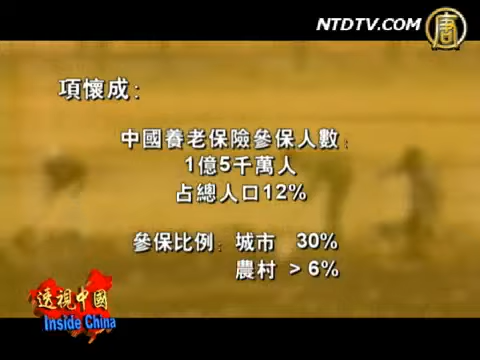 NTDTV.COM
唐
項懷成：
中國養老保險參保人數：
1億5千萬人
占總人口12%
參保比例：城市 30%
農村 > 6%
透視中國
Inside China